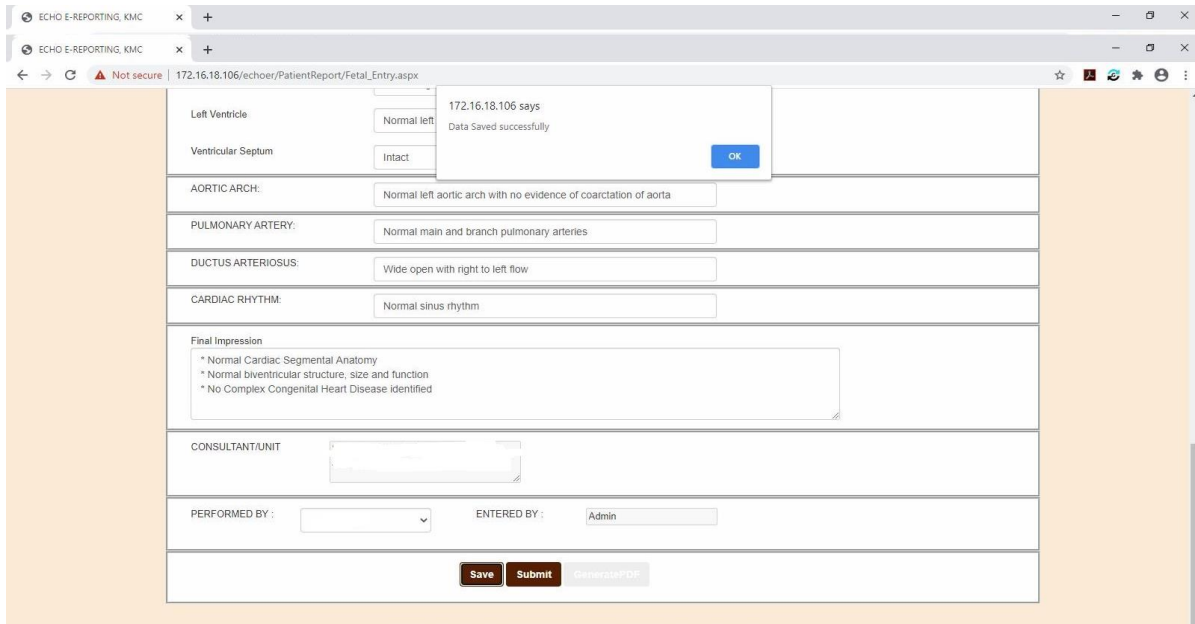 ECHO E-REPORTING, KMC
ECHO E-REPORTING, KMC
Not secure | 172.16.18.106/echoer/PatientReport/Fetal_Entry.aspx
172.16.18.106 says
Data Saved successfully
OK
Left Ventricle
Normal left
Ventricular Septum
Intact
AORTIC ARCH:
Normal left aortic arch with no evidence of coarctation of aorta
PULMONARY ARTERY:
Normal main and branch pulmonary arteries
DUCTUS ARTERIOSUS:
Wide open with right to left flow
CARDIAC RHYTHM:
Normal sinus rhythm
Final Impression
* Normal Cardiac Segmental Anatomy
* Normal biventricular structure, size and function
* No Complex Congenital Heart Disease identified
CONSULTANT/UNIT
PERFORMED BY :
ENTERED BY :
Admin
Save
Submit
GeneratePDF